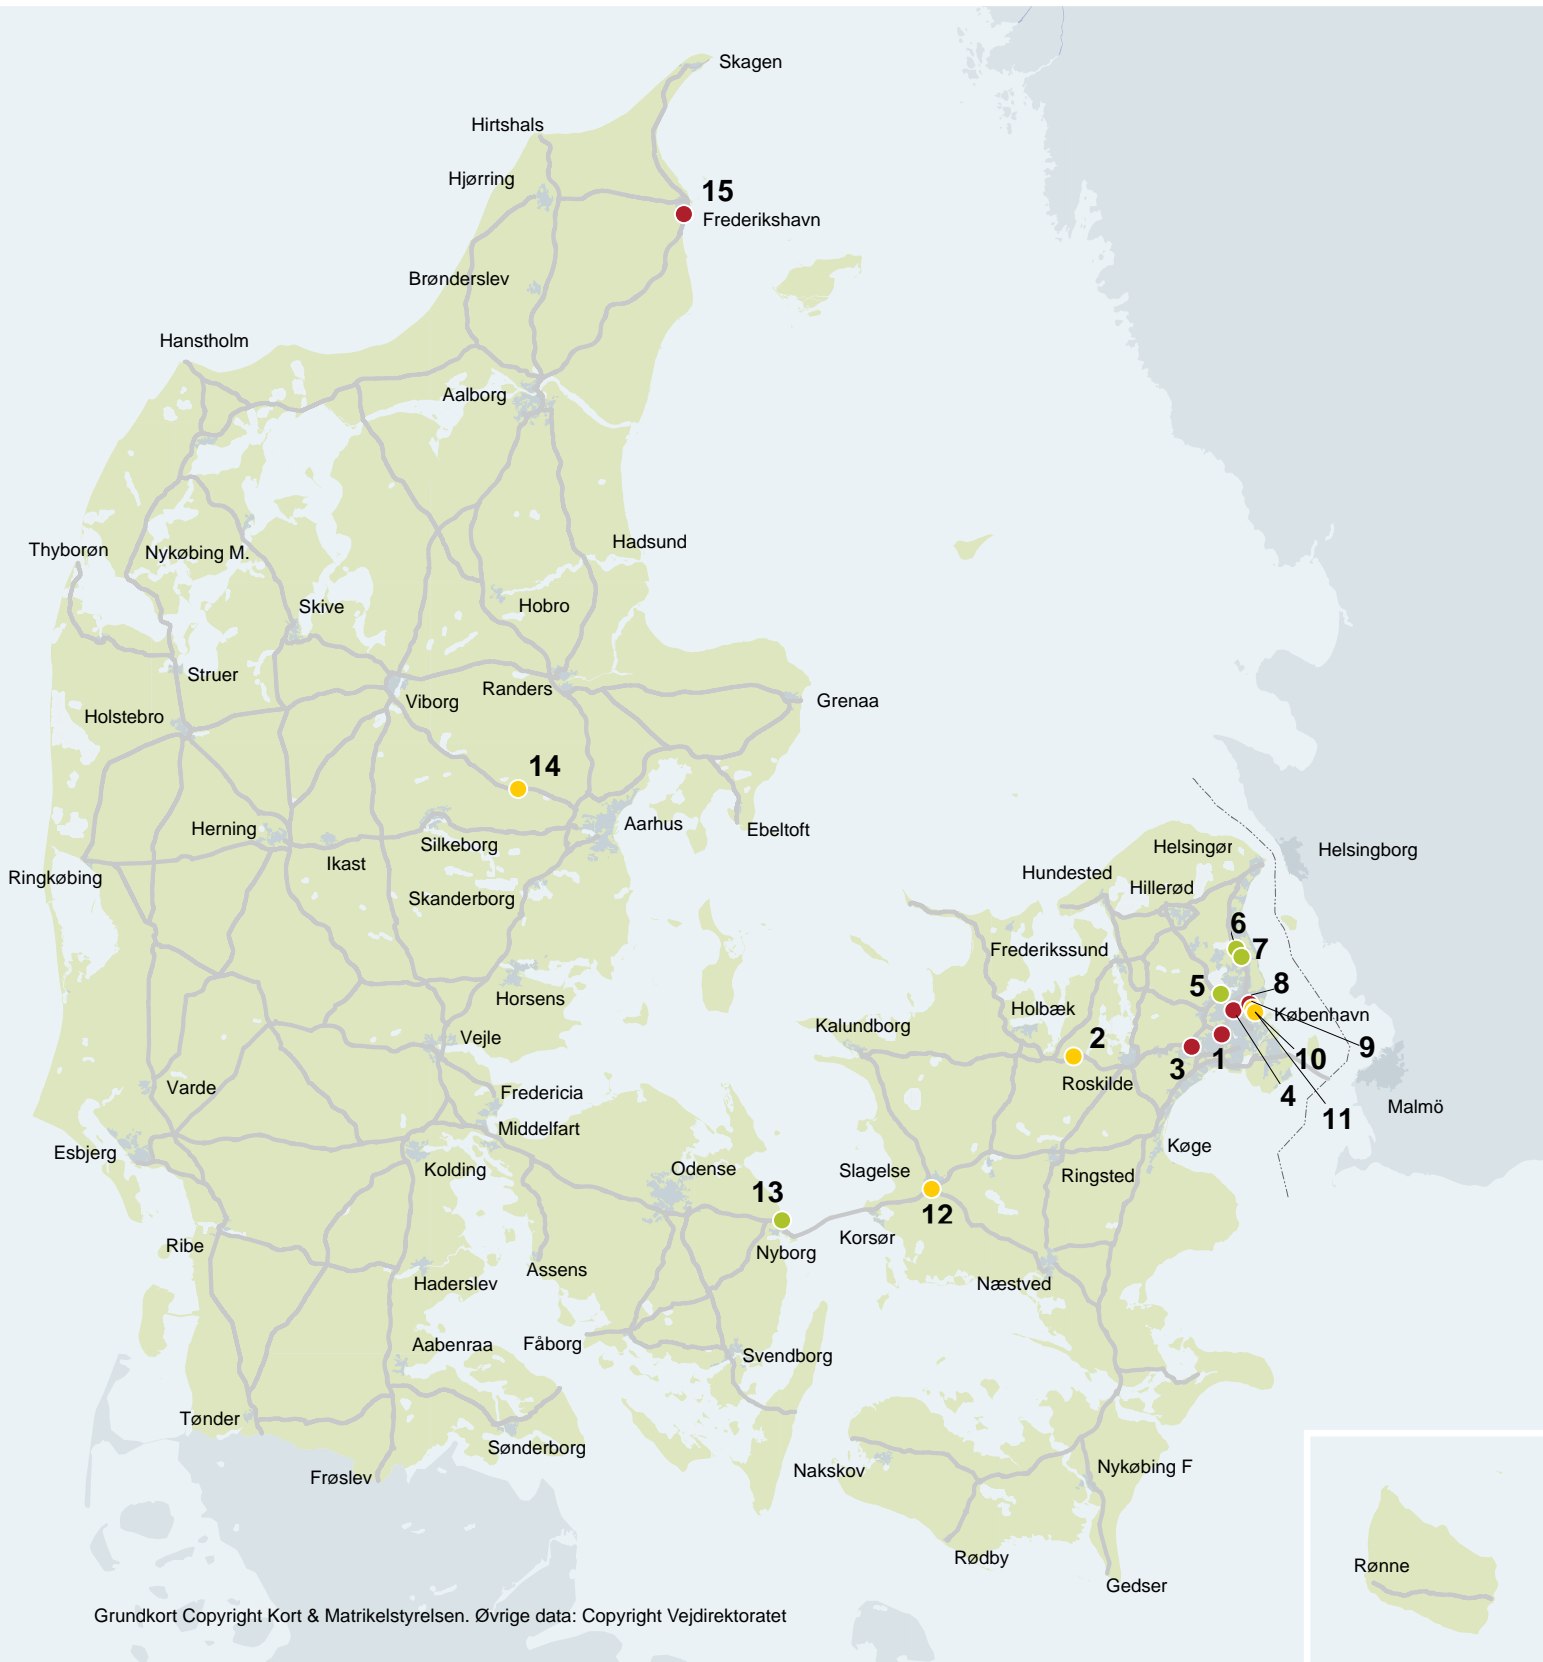 Skagen
Hirtshals
Hjørring
15
Frederikshavn
Brønderslev
Hanstholm
Aalborg
Thyborøn
Nykøbing M.
Hadsund
Skive
Hobro
Struer
Viborg
Randers
Grenaa
Holstebro
14
Herning
Ikast
Silkeborg
Aarhus
Ebeltoft
Ringkøbing
Skanderborg
Helsingør
Helsingborg
Hundested
Hillerød
6
7
Frederikssund
5
8
Horsens
Holbæk
København
Kalundborg
Vejle
2
3
1
10
9
Roskilde
4
11
Malmö
Varde
Fredericia
Middelfart
Esbjerg
Kolding
Odense
Slagelse
Køge
Ringsted
13
12
Ribe
Nyborg
Korsør
Haderslev
Assens
Næstved
Aabenraa
Fåborg
Svendborg
Tønder
Sønderborg
Frøslev
Nakskov
Nykøbing F
Rødby
Gedser
Rønne
Grundkort Copyright Kort & Matrikelstyrelsen. Øvrige data: Copyright Vejdirektoratet